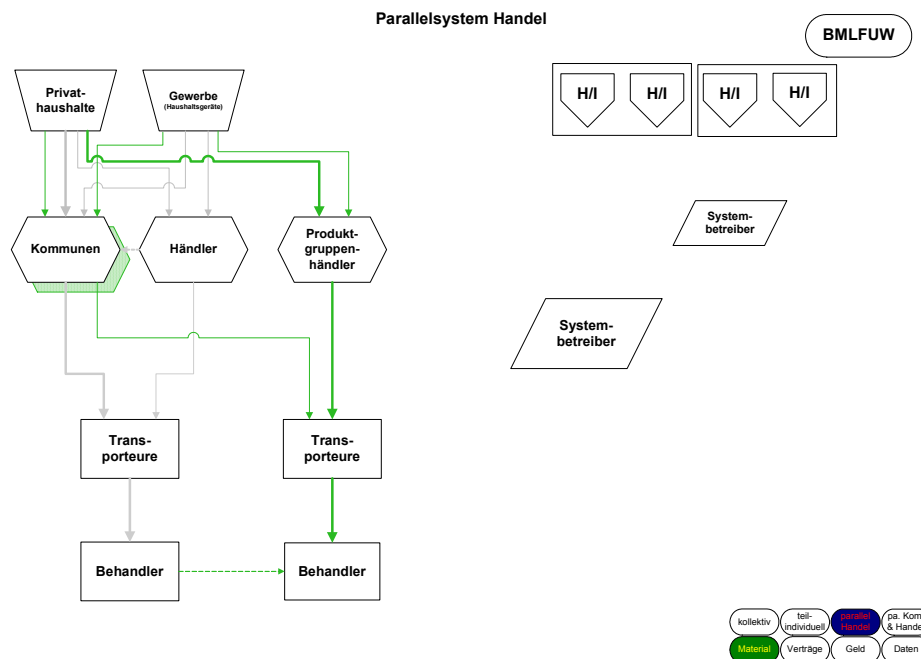 Parallelsystem Handel
BMLFUW
Privat-
haushalte
Gewerbe
(Haushaltsgeräte)
H/I
H/I
H/I
H/I
System-
betreiber
Kommunen
Händler
Produkt-
gruppen-
händler
System-
betreiber
Trans-
porteure
Trans-
porteure
Behandler
Behandler
kollektiv
teil-
individuell
parallel
Handel
pa. Kom
& Hande
Material
Verträge
Geld
Daten